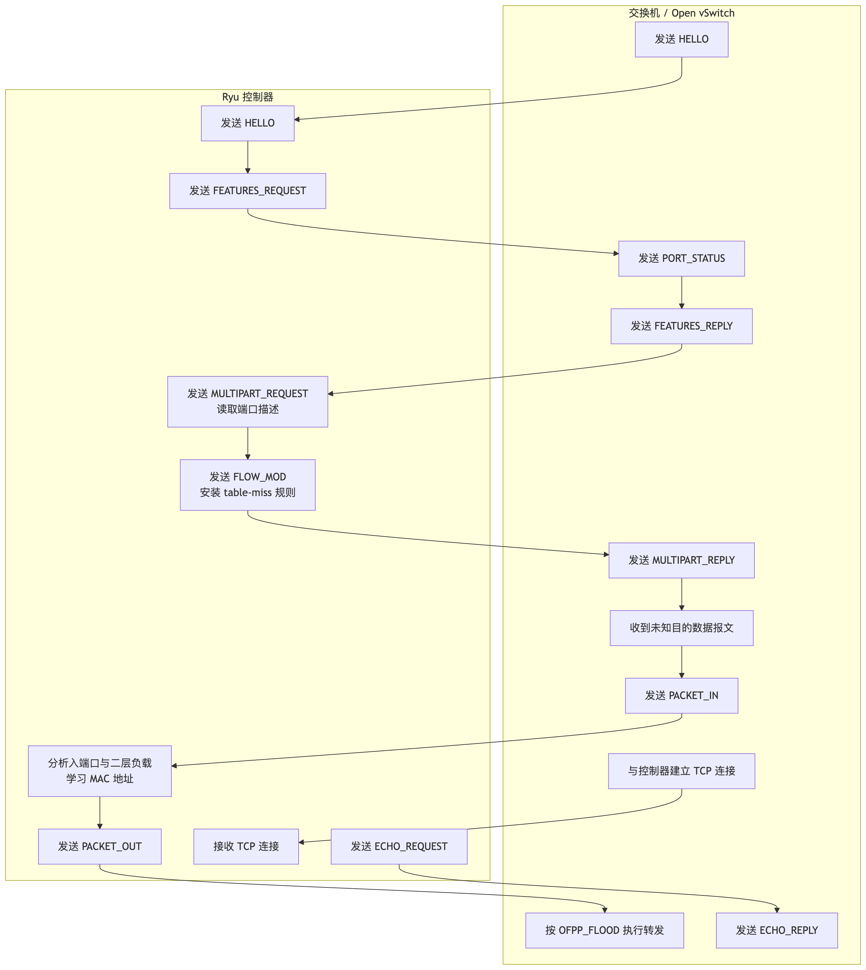 交换机 / Open vSwitch
发送 HELLO
Ryu 控制器
发送 HELLO
发送 FEATURES_REQUEST
发送 PORT_STATUS
发送 FEATURES_REPLY
发送 MULTIPART_REQUEST
读取端口描述
发送 FLOW_MOD
安装 table-miss 规则
发送 MULTIPART_REPLY
收到未知目的数据报文
发送 PACKET_IN
分析入端口与二层负载
学习 MAC 地址
与控制器建立 TCP 连接
发送 PACKET_OUT
接收 TCP 连接
发送 ECHO_REQUEST
按 OFPP_FLOOD 执行转发
发送 ECHO_REPLY